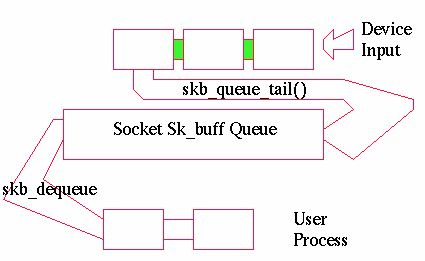 Device
Input
skb_queue_tail()
Socket Sk_buff Queue
skb_dequeue
User
Process